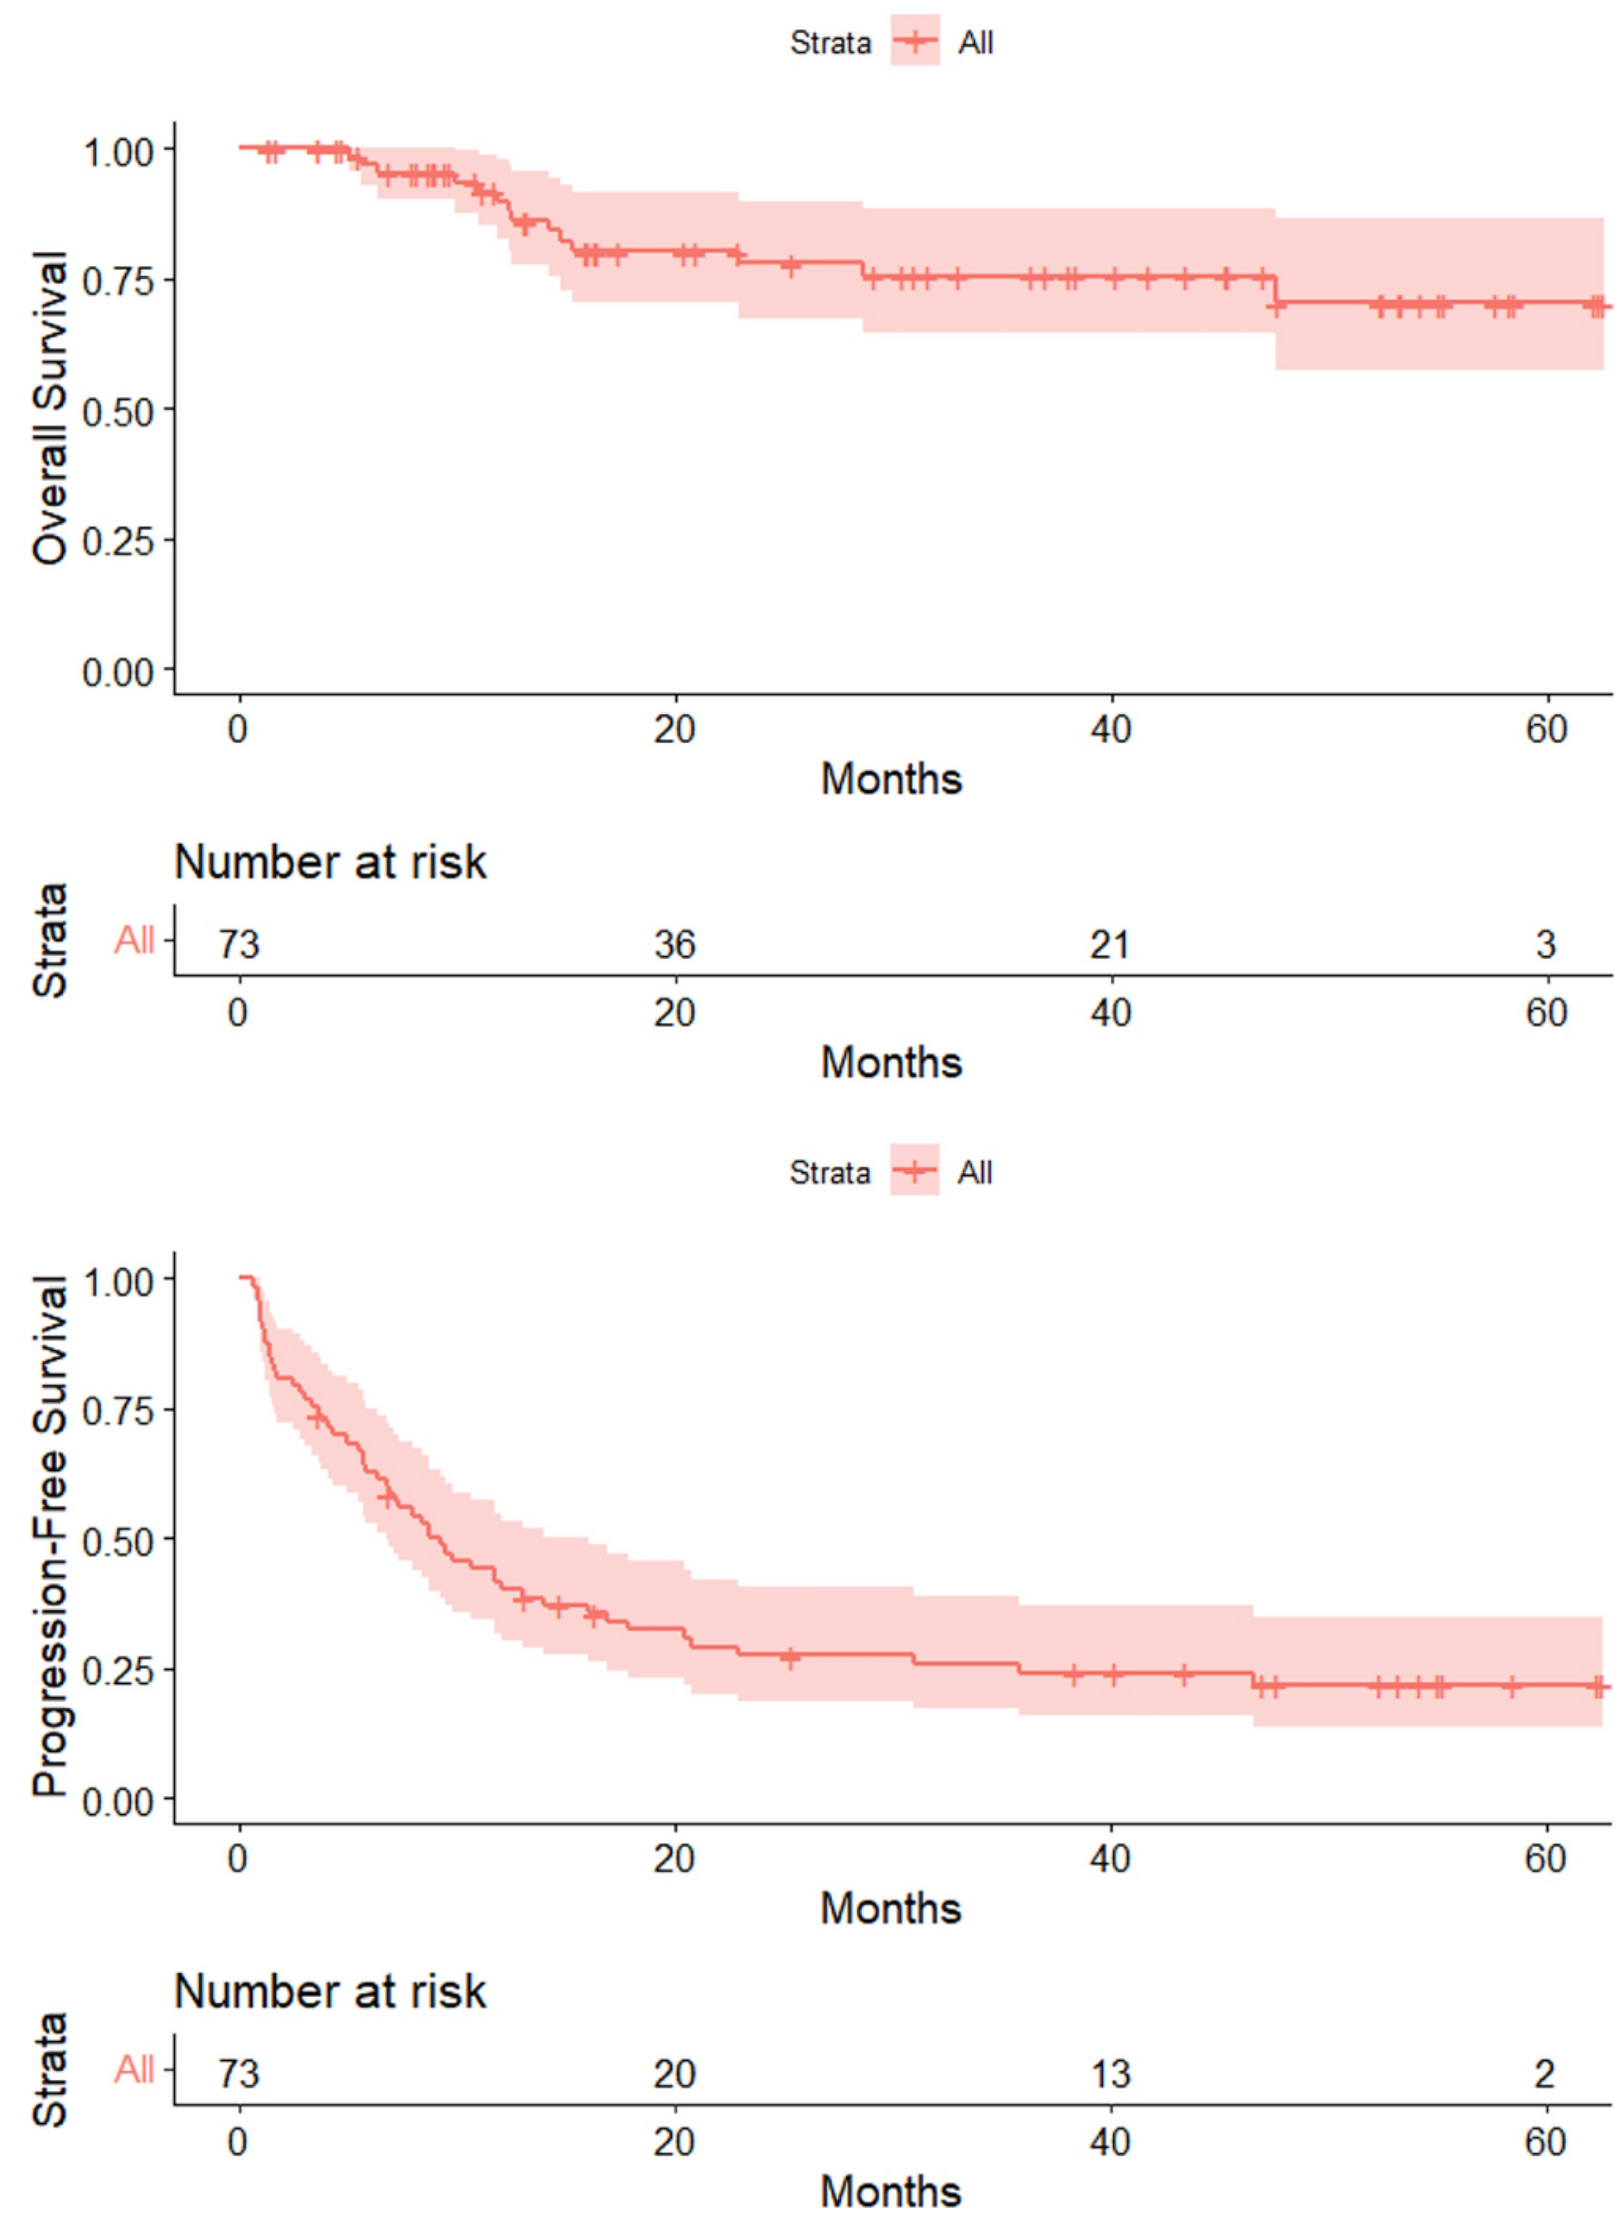 Strata All
Overall Survival
1.00
0.75
0.50
0.25
0.00
0 20 40 60
Months
Number at risk
Strata
All 73 36 21 3
0 20 40 60
Months
Strata All
Progression-Free Survival
1.00
0.75
0.50
0.25
0.00
0 20 40 60
Months
Number at risk
Strata
All 73 20 13 2
0 20 40 60
Months